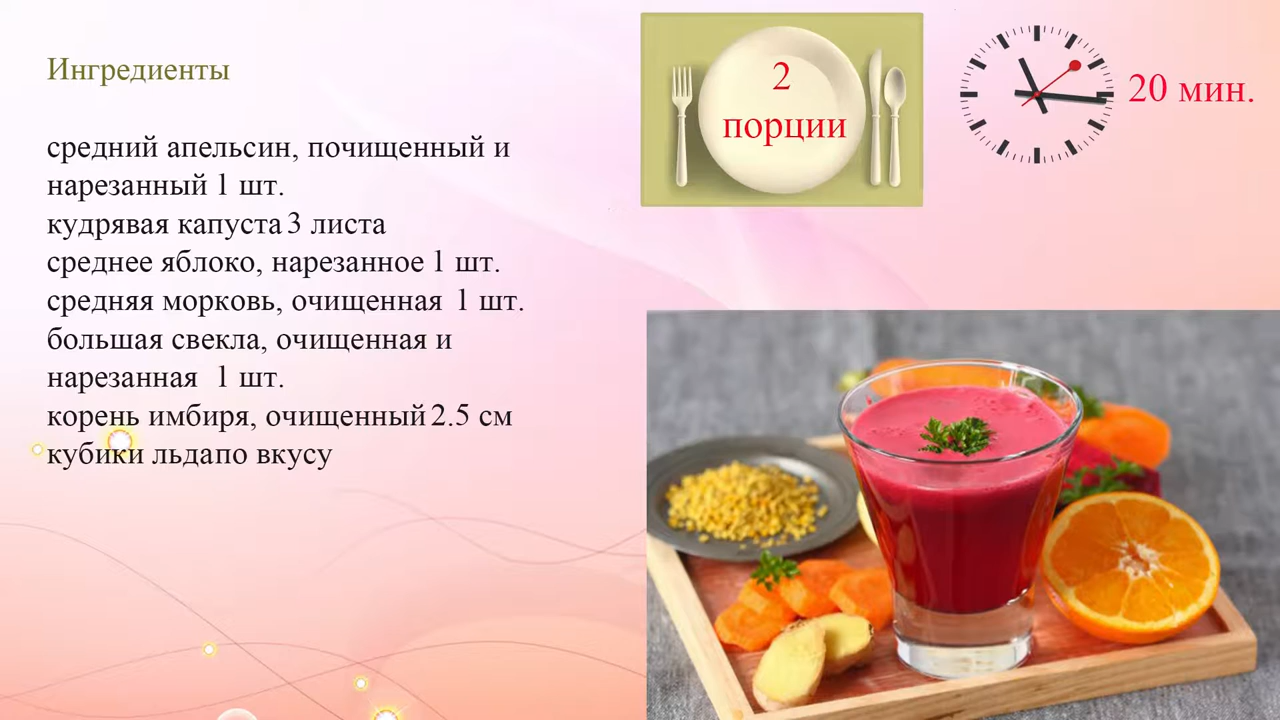 Ингредиенты
средний апельсин, почищенный и
нарезанный 1 шт.
кудрявая капуста 3 листа
среднее яблоко, нарезанное 1 шт.
средняя морковь, очищенная 1 шт.
большая свекла, очищенная и
нарезанная 1 шт.
корень имбиря, очищенный 2.5 см
кубики льдапо вкусу
2
порции
20 мин.